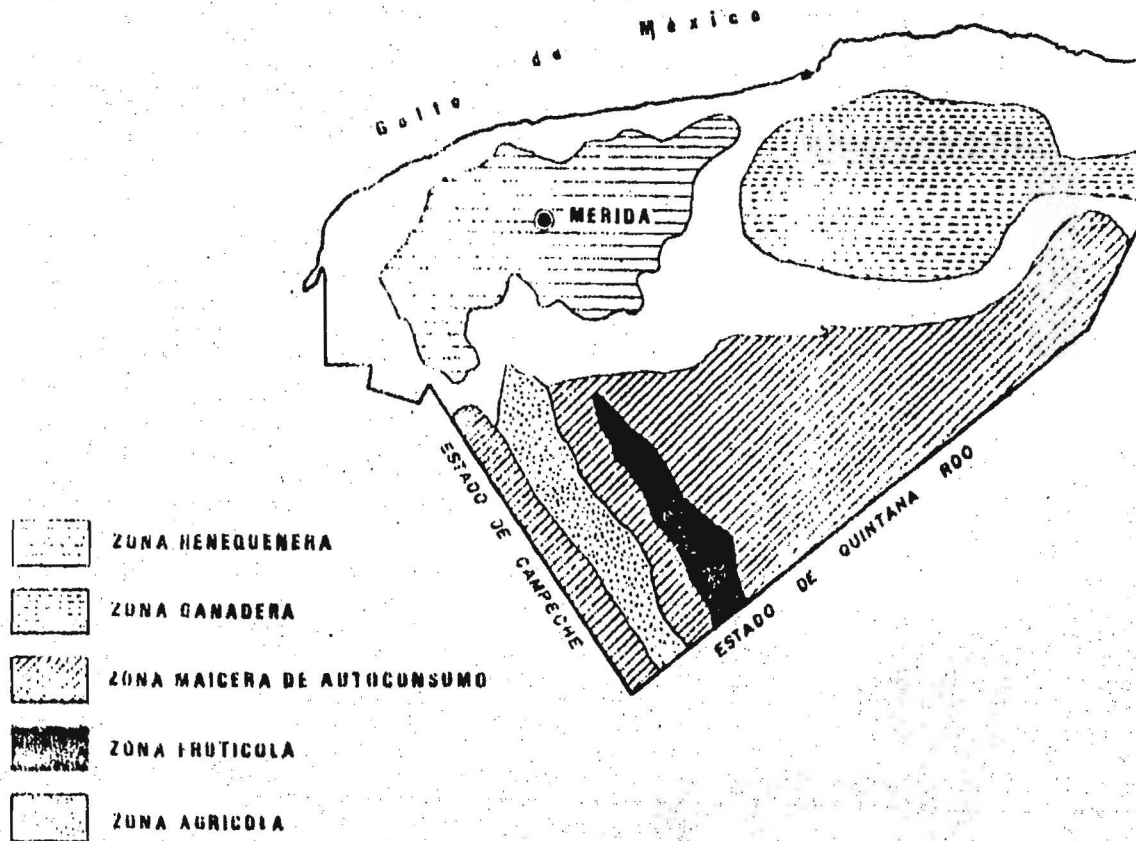 Golfo de México
MERIDA
ESTADO DE CAMPECHE
ESTADO DE QUINTANA ROO
ZONA HENEQUENERA
ZONA GANADERA
ZONA MAICERA DE AUTOCONSUMO
ZONA FRUTICOLA
ZONA AGRICOLA